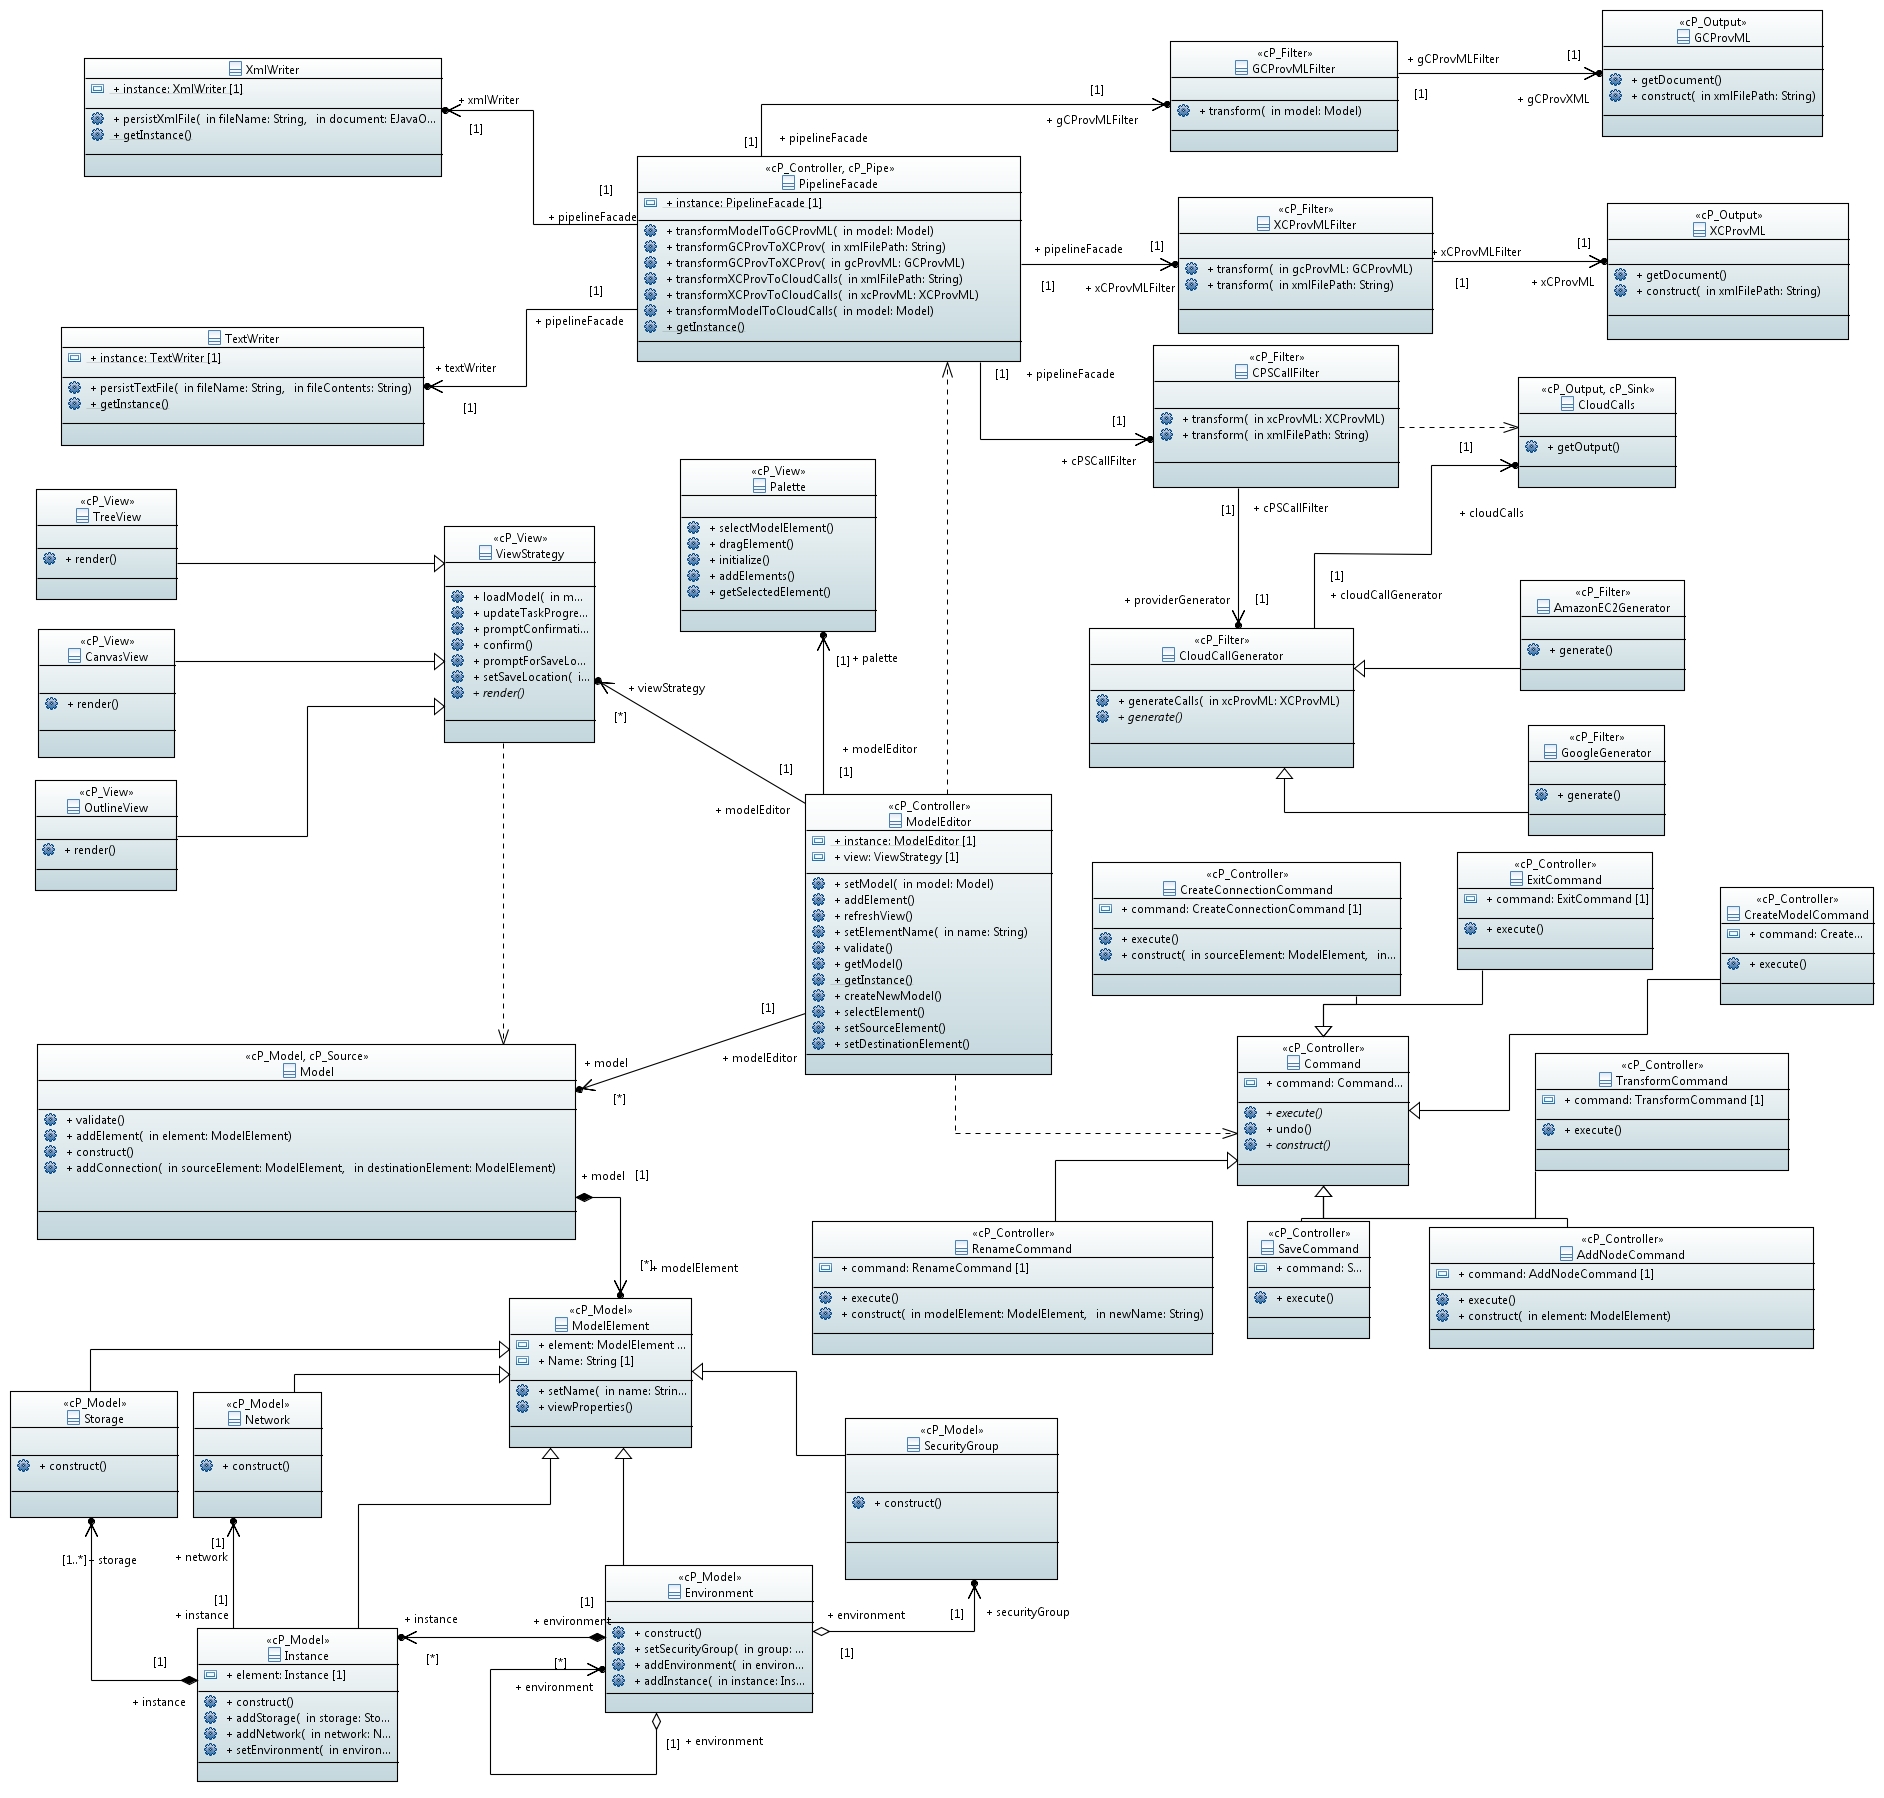 «cP_Output»
GCProvML
+ getDocument()
+ construct( in xmlFilePath: String)
«cP_Filter»
GCProvMLFilter
+ transform( in model: Model)
+ gCProvMLFilter
[1]
[1]
+ gCProvXML
XmlWriter
+ instance: XmlWriter [1]
+ persistXmlFile( in fileName: String, in document: EJavaO...
+ getInstance()
+ xmlWriter
[1]
[1]
+ pipelineFacade
[1]
+ gCProvMLFilter
[1]
+ pipelineFacade
«cP_Controller, cP_Pipe»
PipelineFacade
+ instance: PipelineFacade [1]
+ transformModelToGCProvML( in model: Model)
+ transformGCProvToXCProv( in xmlFilePath: String)
+ transformGCProvToXCProv( in gcProvML: GCProvML)
+ transformXCProvToCloudCalls( in xmlFilePath: String)
+ transformXCProvToCloudCalls( in xcProvML: XCProvML)
+ transformModelToCloudCalls( in model: Model)
+ getInstance()
+ pipelineFacade
[1]
[1]
+ xCProvMLFilter
«cP_Filter»
XCProvMLFilter
+ transform( in gcProvML: GCProvML)
+ transform( in xmlFilePath: String)
+ xCProvMLFilter
[1]
[1]
+ xCProvML
«cP_Output»
XCProvML
+ getDocument()
+ construct( in xmlFilePath: String)
[1]
+ pipelineFacade
+ textWriter
[1]
TextWriter
+ instance: TextWriter [1]
+ persistTextFile( in fileName: String, in fileContents: String)
+ getInstance()
[1]
+ pipelineFacade
[1]
+ cPSCallFilter
«cP_Filter»
CPSCallFilter
+ transform( in xcProvML: XCProvML)
+ transform( in xmlFilePath: String)
«cP_Output, cP_Sink»
CloudCalls
+ getOutput()
[1]
+ cloudCalls
[1]
+ cPSCallFilter
+ providerGenerator
[1]
[1]
+ cloudCallGenerator
«cP_View»
Palette
+ selectModelElement()
+ dragElement()
+ initialize()
+ addElements()
+ getSelectedElement()
[1]
+ palette
+ modelEditor
[1]
«cP_View»
TreeView
+ render()
«cP_View»
ViewStrategy
+ loadModel( in m...
+ updateTaskProgre...
+ promptConfirmati...
+ confirm()
+ promptForSaveLo...
+ setSaveLocation( i...
+ render()
«cP_View»
CanvasView
+ render()
«cP_View»
OutlineView
+ render()
+ viewStrategy
[*]
[1]
+ modelEditor
«cP_Filter»
CloudCallGenerator
+ generateCalls( in xcProvML: XCProvML)
+ generate()
«cP_Filter»
AmazonEC2Generator
+ generate()
«cP_Filter»
GoogleGenerator
+ generate()
«cP_Controller»
ModelEditor
+ instance: ModelEditor [1]
+ view: ViewStrategy [1]
+ setModel( in model: Model)
+ addElement()
+ refreshView()
+ setElementName( in name: String)
+ validate()
+ getModel()
+ getInstance()
+ createNewModel()
+ selectElement()
+ setSourceElement()
+ setDestinationElement()
[1]
+ modelEditor
+ model
[*]
«cP_Controller»
CreateConnectionCommand
+ command: CreateConnectionCommand [1]
+ execute()
+ construct( in sourceElement: ModelElement, in...
«cP_Controller»
ExitCommand
+ command: ExitCommand [1]
+ execute()
«cP_Controller»
CreateModelCommand
+ command: Create...
+ execute()
«cP_Controller»
Command
+ command: Command...
+ execute()
+ undo()
+ construct()
«cP_Controller»
TransformCommand
+ command: TransformCommand [1]
+ execute()
«cP_Controller»
RenameCommand
+ command: RenameCommand [1]
+ execute()
+ construct( in modelElement: ModelElement, in newName: String)
«cP_Controller»
SaveCommand
+ command: S...
+ execute()
«cP_Controller»
AddNodeCommand
+ command: AddNodeCommand [1]
+ execute()
+ construct( in element: ModelElement)
«cP_Model, cP_Source»
Model
+ validate()
+ addElement( in element: ModelElement)
+ construct()
+ addConnection( in sourceElement: ModelElement, in destinationElement: ModelElement)
+ model
[1]
[*]
+ modelElement
«cP_Model»
ModelElement
+ element: ModelElement ...
+ Name: String [1]
+ setName( in name: Strin...
+ viewProperties()
«cP_Model»
Storage
+ construct()
«cP_Model»
Network
+ construct()
«cP_Model»
SecurityGroup
+ construct()
[1..*]
+ storage
[1]
+ network
[1]
+ instance
[1]
+ instance
«cP_Model»
Instance
+ element: Instance [1]
+ construct()
+ addStorage( in storage: Sto...
+ addNetwork( in network: N...
+ setEnvironment( in environ...
+ instance
[*]
[1]
+ environment
«cP_Model»
Environment
+ construct()
+ setSecurityGroup( in group: ...
+ addEnvironment( in environ...
+ addInstance( in instance: Ins...
+ environment
[1]
[1]
+ securityGroup
[*]
+ environment
[1]
+ environment